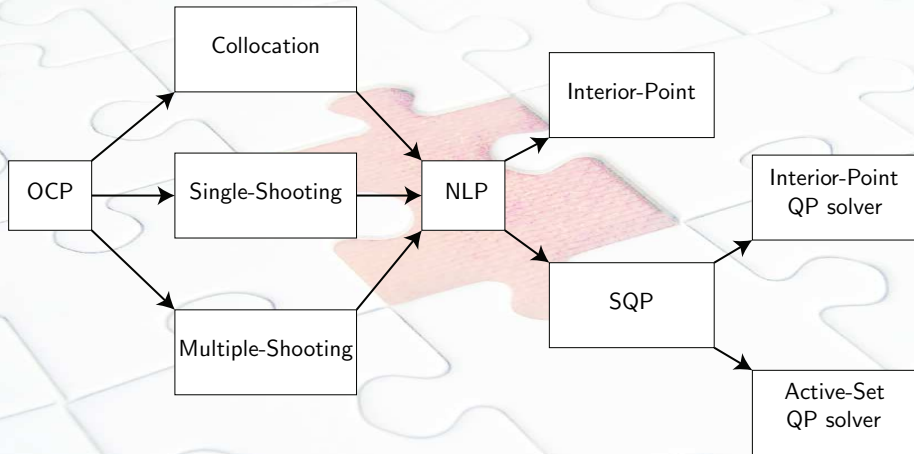 Collocation
Interior-Point
OCP
Single-Shooting
NLP
Interior-Point
QP solver
SQP
Multiple-Shooting
Active-Set
QP solver